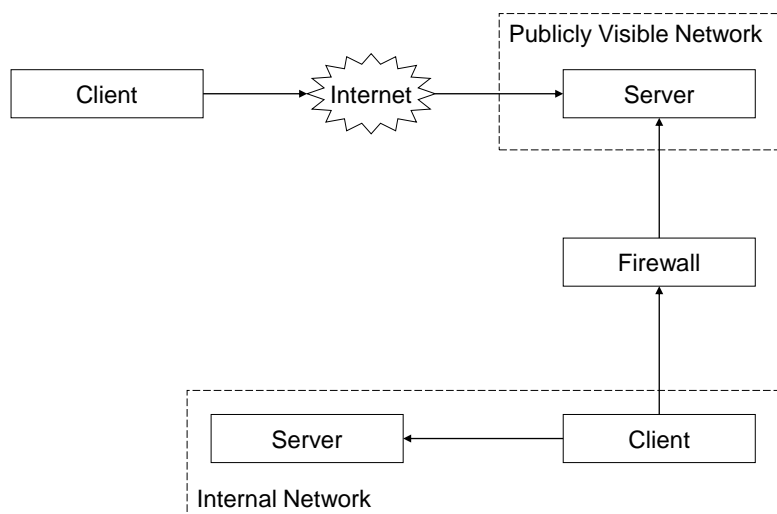 Publicly Visible Network
Client
Internet
Server
Firewall
Server
Client
Internal Network